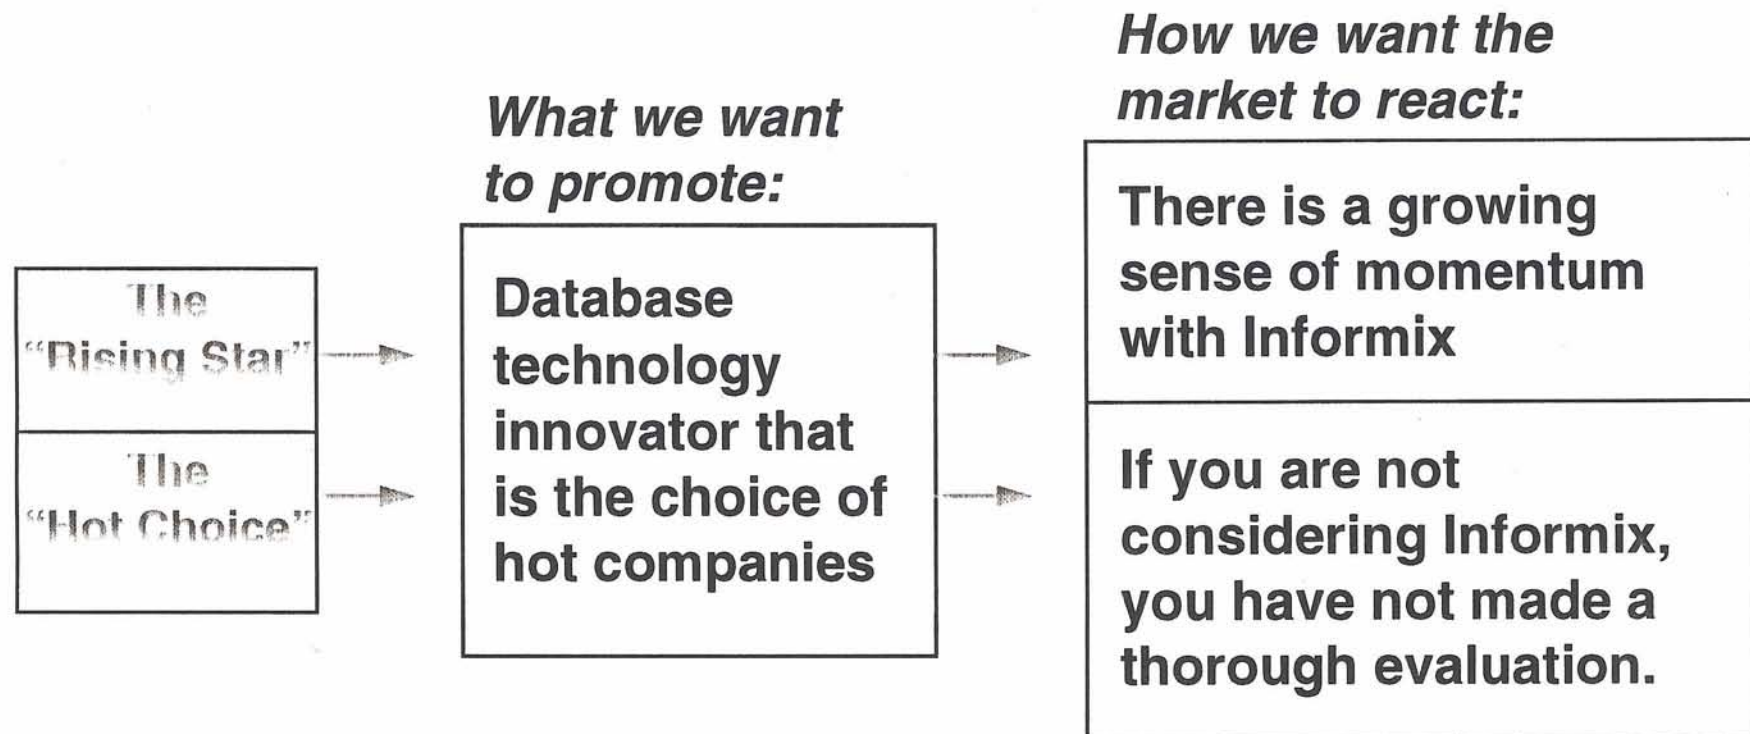 The
“Rising Star”
The
“Hot Choice”
What we want
to promote:
Database
technology
innovator that
is the choice of
hot companies
How we want the
market to react:
There is a growing
sense of momentum
with Informix
If you are not
considering Informix,
you have not made a
thorough evaluation.